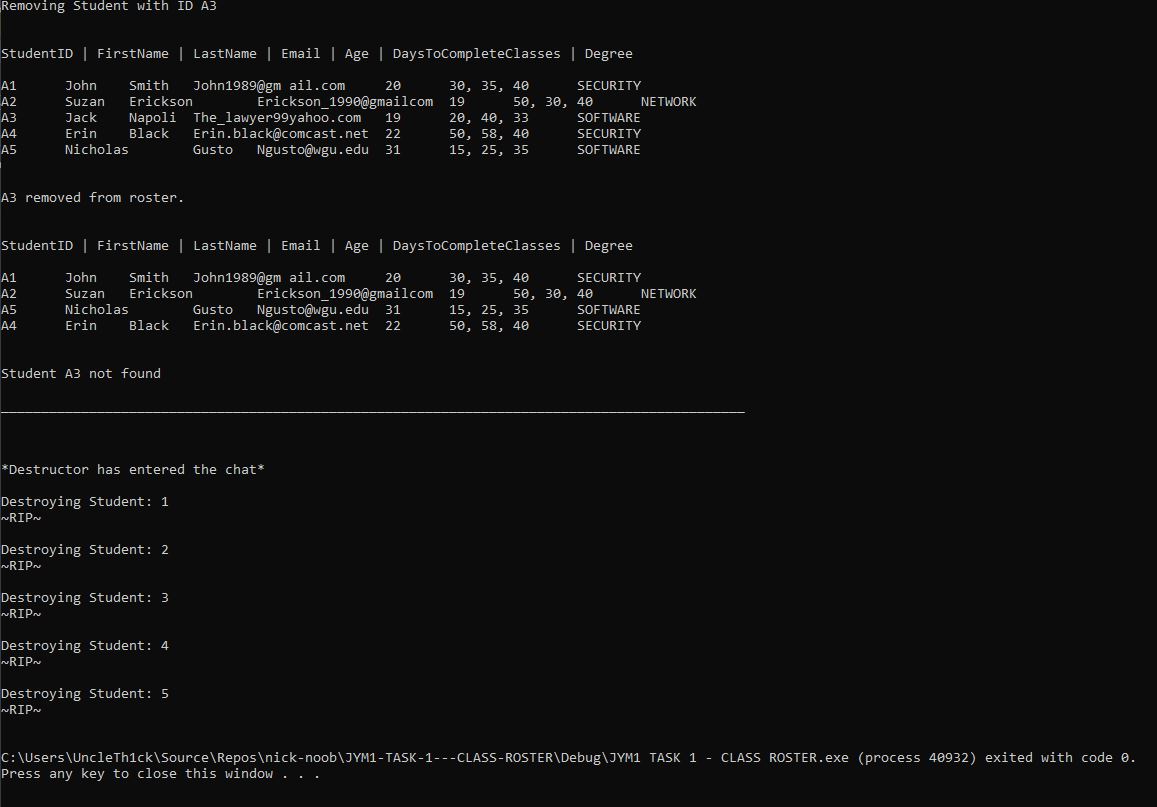 Removing Student with ID A3
StudentID | FirstName | LastName | Email | Age | DaysToCompleteClasses | Degree
A1 John Smith John1989@gm ail.com 20 30, 35, 40 SECURITY
A2 Suzan Erickson Erickson_1990@gmailcom 19 50, 30, 40 NETWORK
A3 Jack Napoli The_lawyer99yahoo.com 19 20, 40, 33 SOFTWARE
A4 Erin Black Erin.black@comcast.net 22 50, 58, 40 SECURITY
A5 Nicholas Gusto Ngusto@wgu.edu 31 15, 25, 35 SOFTWARE
A3 removed from roster.
StudentID | FirstName | LastName | Email | Age | DaysToCompleteClasses | Degree
A1 John Smith John1989@gm ail.com 20 30, 35, 40 SECURITY
A2 Suzan Erickson Erickson_1990@gmailcom 19 50, 30, 40 NETWORK
A5 Nicholas Gusto Ngusto@wgu.edu 31 15, 25, 35 SOFTWARE
A4 Erin Black Erin.black@comcast.net 22 50, 58, 40 SECURITY
Student A3 not found
_____________________________________________________________________________________________
*Destructor has entered the chat*
Destroying Student: 1
~RIP~
Destroying Student: 2
~RIP~
Destroying Student: 3
~RIP~
Destroying Student: 4
~RIP~
Destroying Student: 5
~RIP~
C:\Users\UncleTh1ck\Source\Repos\nick-noob\JYM1-TASK-1---CLASS-ROSTER\Debug\JYM1 TASK 1 - CLASS ROSTER.exe (process 40932) exited with code 0.
Press any key to close this window . . .